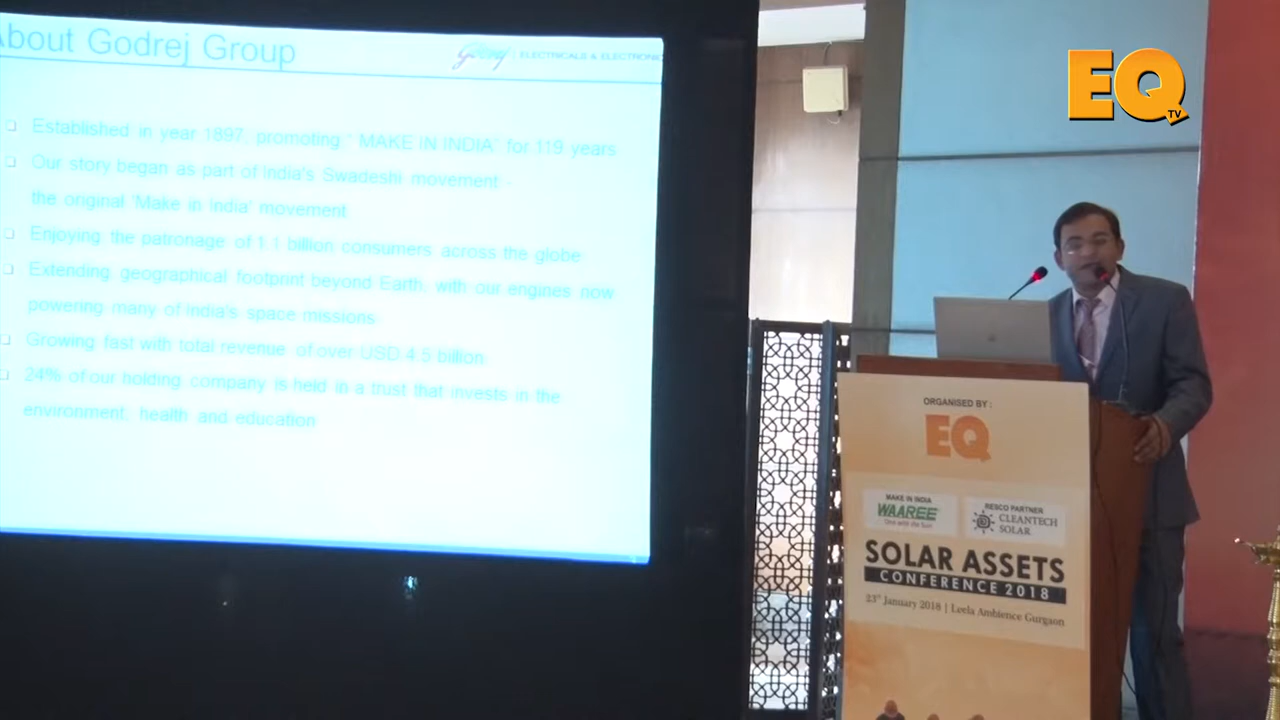 About Godrej Group
Godrej | ELECTRICALS & ELECTRONIC
Established in year 1897, promoting " MAKE IN INDIA" for 119 years
Our story began as part of India's Swadeshi movement -
the original 'Make in India' movement
Enjoying the patronage of 1.1 billion consumers across the globe
Extending geographical footprint beyond Earth, with our engines now
powering many of India's space missions
Growing fast with total revenue of over USD 4.5 billion
24% of our holding company is held in a trust that invests in the
environment, health and education
EQ
TV
ORGANISED BY :
EQ
MAKE IN INDIA
WAAREE
One with the Sun
RESCO PARTNER
CLEANTECH
SOLAR
SOLAR ASSETS
CONFERENCE 2018
23rd January 2018 | Leela Ambience Gurgaon